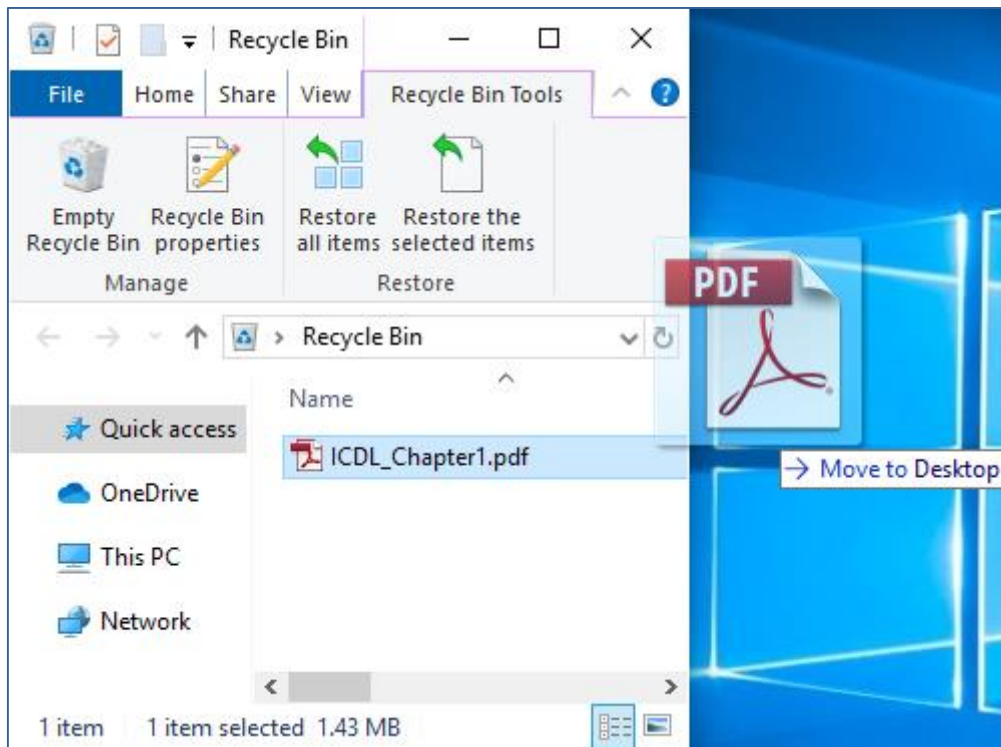 Recycle Bin
File Home Share View Recycle Bin Tools
Empty Recycle Bin Restore Restore the
Recycle Bin properties all items selected items
Manage Restore
Recycle Bin
Name
Quick access
ICDL_Chapter1.pdf
PDF
Move to Desktop
OneDrive
This PC
Network
1 item 1 item selected 1.43 MB